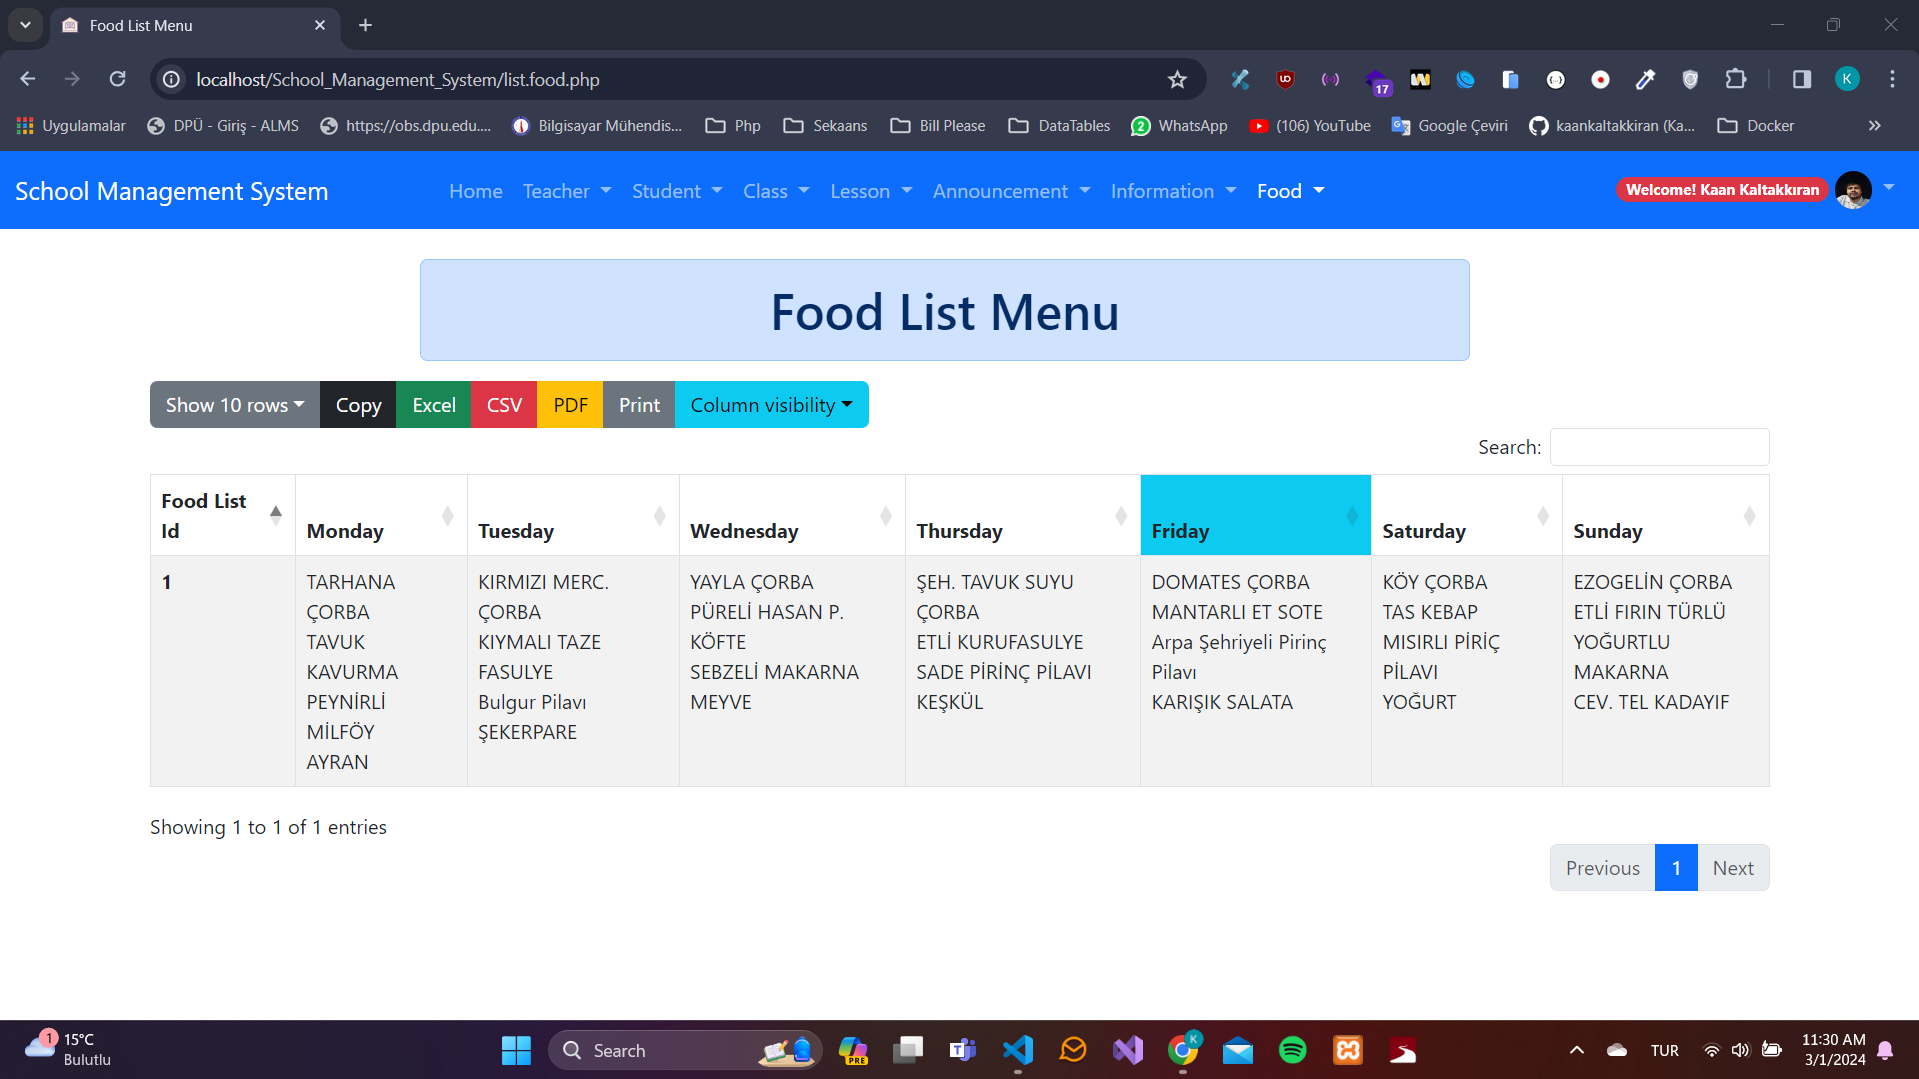 Food List Menu
localhost/School_Management_System/list.food.php
17
K
Uygulamalar
DPÜ - Giriş - ALMS
https://obs.dpu.edu....
Bilgisayar Mühendis...
Php
Sekaans
Bill Please
DataTables
2
WhatsApp
(106) YouTube
Google Çeviri
kaankaltakkiran (Ka...
Docker
School Management System
Home
Teacher
Student
Class
Lesson
Announcement
Information
Food
Welcome! Kaan Kaltakkıran
Food List Menu
Show 10 rows
Copy
Excel
CSV
PDF
Print
Column visibility
Search:
Food List
Id
Monday
Tuesday
Wednesday
Thursday
Friday
Saturday
Sunday
1
TARHANA
ÇORBA
TAVUK
KAVURMA
PEYNİRLİ
MİLFÖY
AYRAN
KIRMIZI MERC.
ÇORBA
KIYMALI TAZE
FASULYE
Bulgur Pilavı
ŞEKERPARE
YAYLA ÇORBA
PÜRELİ HASAN P.
KÖFTE
SEBZELİ MAKARNA
MEYVE
ŞEH. TAVUK SUYU
ÇORBA
ETLİ KURUFASULYE
SADE PİRİNÇ PİLAVI
KEŞKÜL
DOMATES ÇORBA
MANTARLI ET SOTE
Arpa Şehriyeli Pirinç
Pilavı
KARIŞIK SALATA
KÖY ÇORBA
TAS KEBAP
MISIRLI PİRİÇ
PİLAVI
YOĞURT
EZOGELİN ÇORBA
ETLİ FIRIN TÜRLÜ
YOĞURTLU
MAKARNA
CEV. TEL KADAYIF
Showing 1 to 1 of 1 entries
Previous
1
Next
1
15°C
Bulutlu
Search
PRE
K
TUR
11:30 AM
3/1/2024